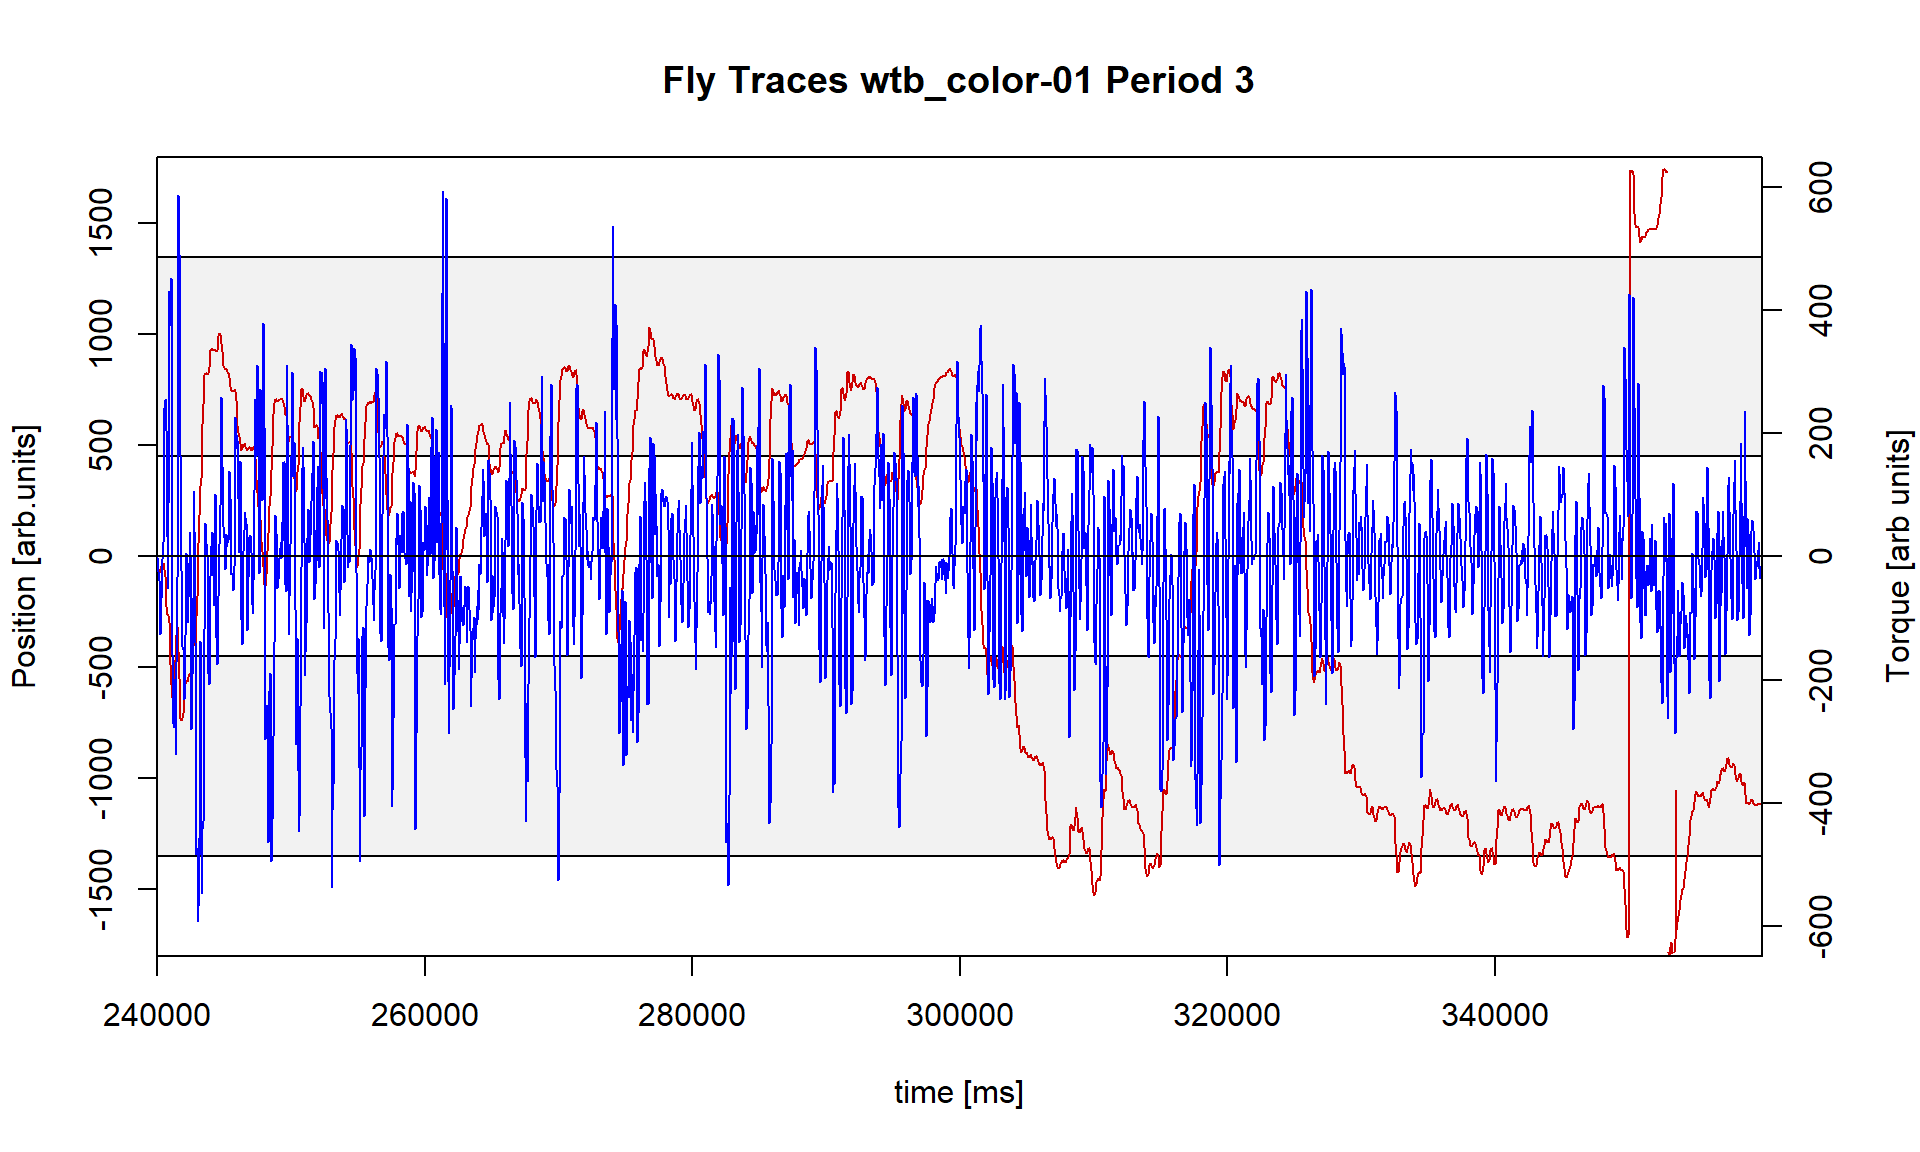 Fly Traces wtb_color-01 Period 3
Position [arb.units]
1500
1000
500
0
-500
-1000
-1500
600
400
200
0
-200
-400
-600
Torque [arb units]
240000 260000 280000 300000 320000 340000
time [ms]